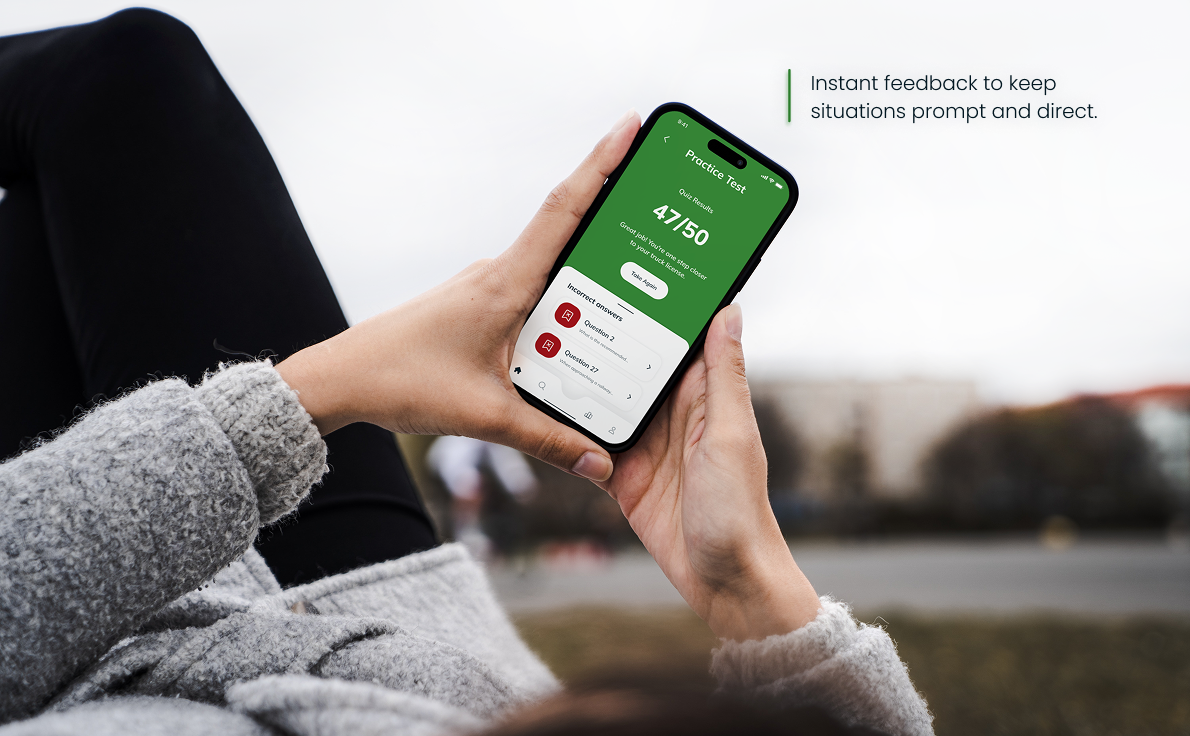 Instant feedback to keep
situations prompt and direct.
9:41
Practice Test
Quiz Results
47/50
Great job! You're one step closer
to your truck license.
Take Again
Incorrect answers
Question 2
What is the recommended...
Question 27
When approaching a railway...